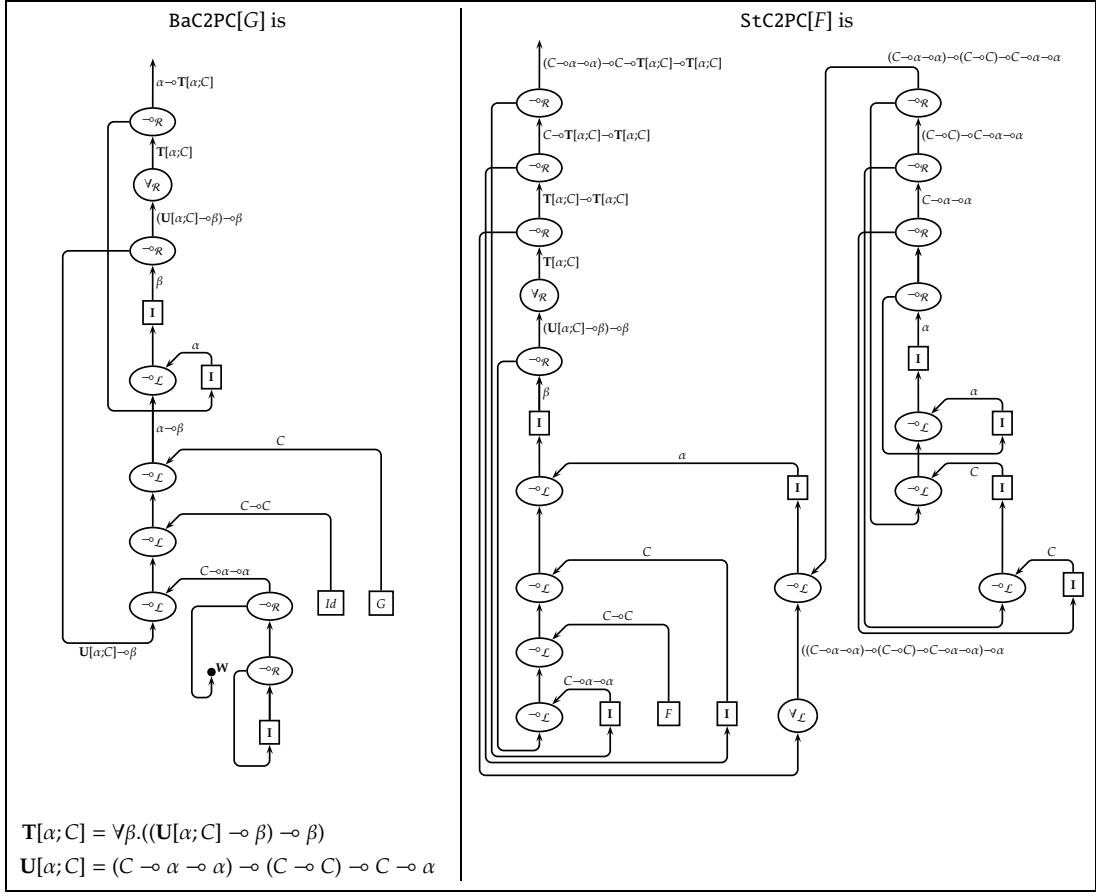 BaC2PC[G] is
α⊸T[α;C]
⊸R
T[α;C]
∀R
(U[α;C]⊸β)⊸β
⊸R
β
I
α
⊸L
I
α⊸β
C
⊸L
C⊸C
⊸L
C⊸α⊸α
⊸L
⊸R
Id
G
U[α;C]⊸β
W
⊸R
I
T[α; C] = ∀β.((U[α; C] ⊸ β) ⊸ β)
U[α; C] = (C ⊸ α ⊸ α) ⊸ (C ⊸ C) ⊸ C ⊸ α
StC2PC[F] is
(C⊸α⊸α)⊸C⊸T[α;C]⊸T[α;C]
⊸R
C⊸T[α;C]⊸T[α;C]
⊸R
T[α;C]⊸T[α;C]
⊸R
T[α;C]
∀R
(U[α;C]⊸β)⊸β
⊸R
β
I
α
⊸L
I
C
⊸L
⊸L
C⊸C
⊸L
((C⊸α⊸α)⊸(C⊸C)⊸C⊸α⊸α)⊸α
C⊸α⊸α
⊸L
I
F
I
∀L
(C⊸α⊸α)⊸(C⊸C)⊸C⊸α⊸α
⊸R
(C⊸C)⊸C⊸α⊸α
⊸R
C⊸α⊸α
⊸R
⊸R
α
I
α
⊸L
I
C
⊸L
I
C
⊸L
I